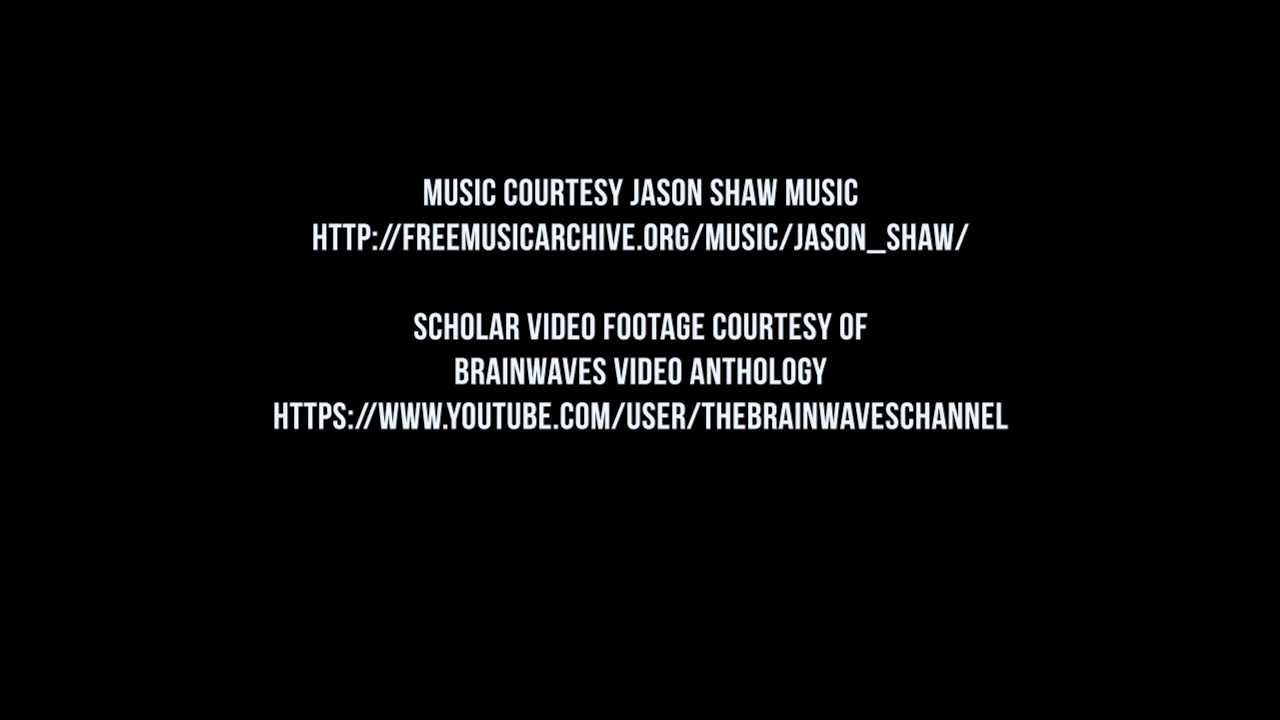 MUSIC COURTESY JASON SHAW MUSIC
HTTP://FREEMUSICARCHIVE.ORG/MUSIC/JASON_SHAW/
SCHOLAR VIDEO FOOTAGE COURTESY OF
BRAINWAVES VIDEO ANTHOLOGY
HTTPS://WWW.YOUTUBE.COM/USER/THEBRAINWAVESCHANNEL